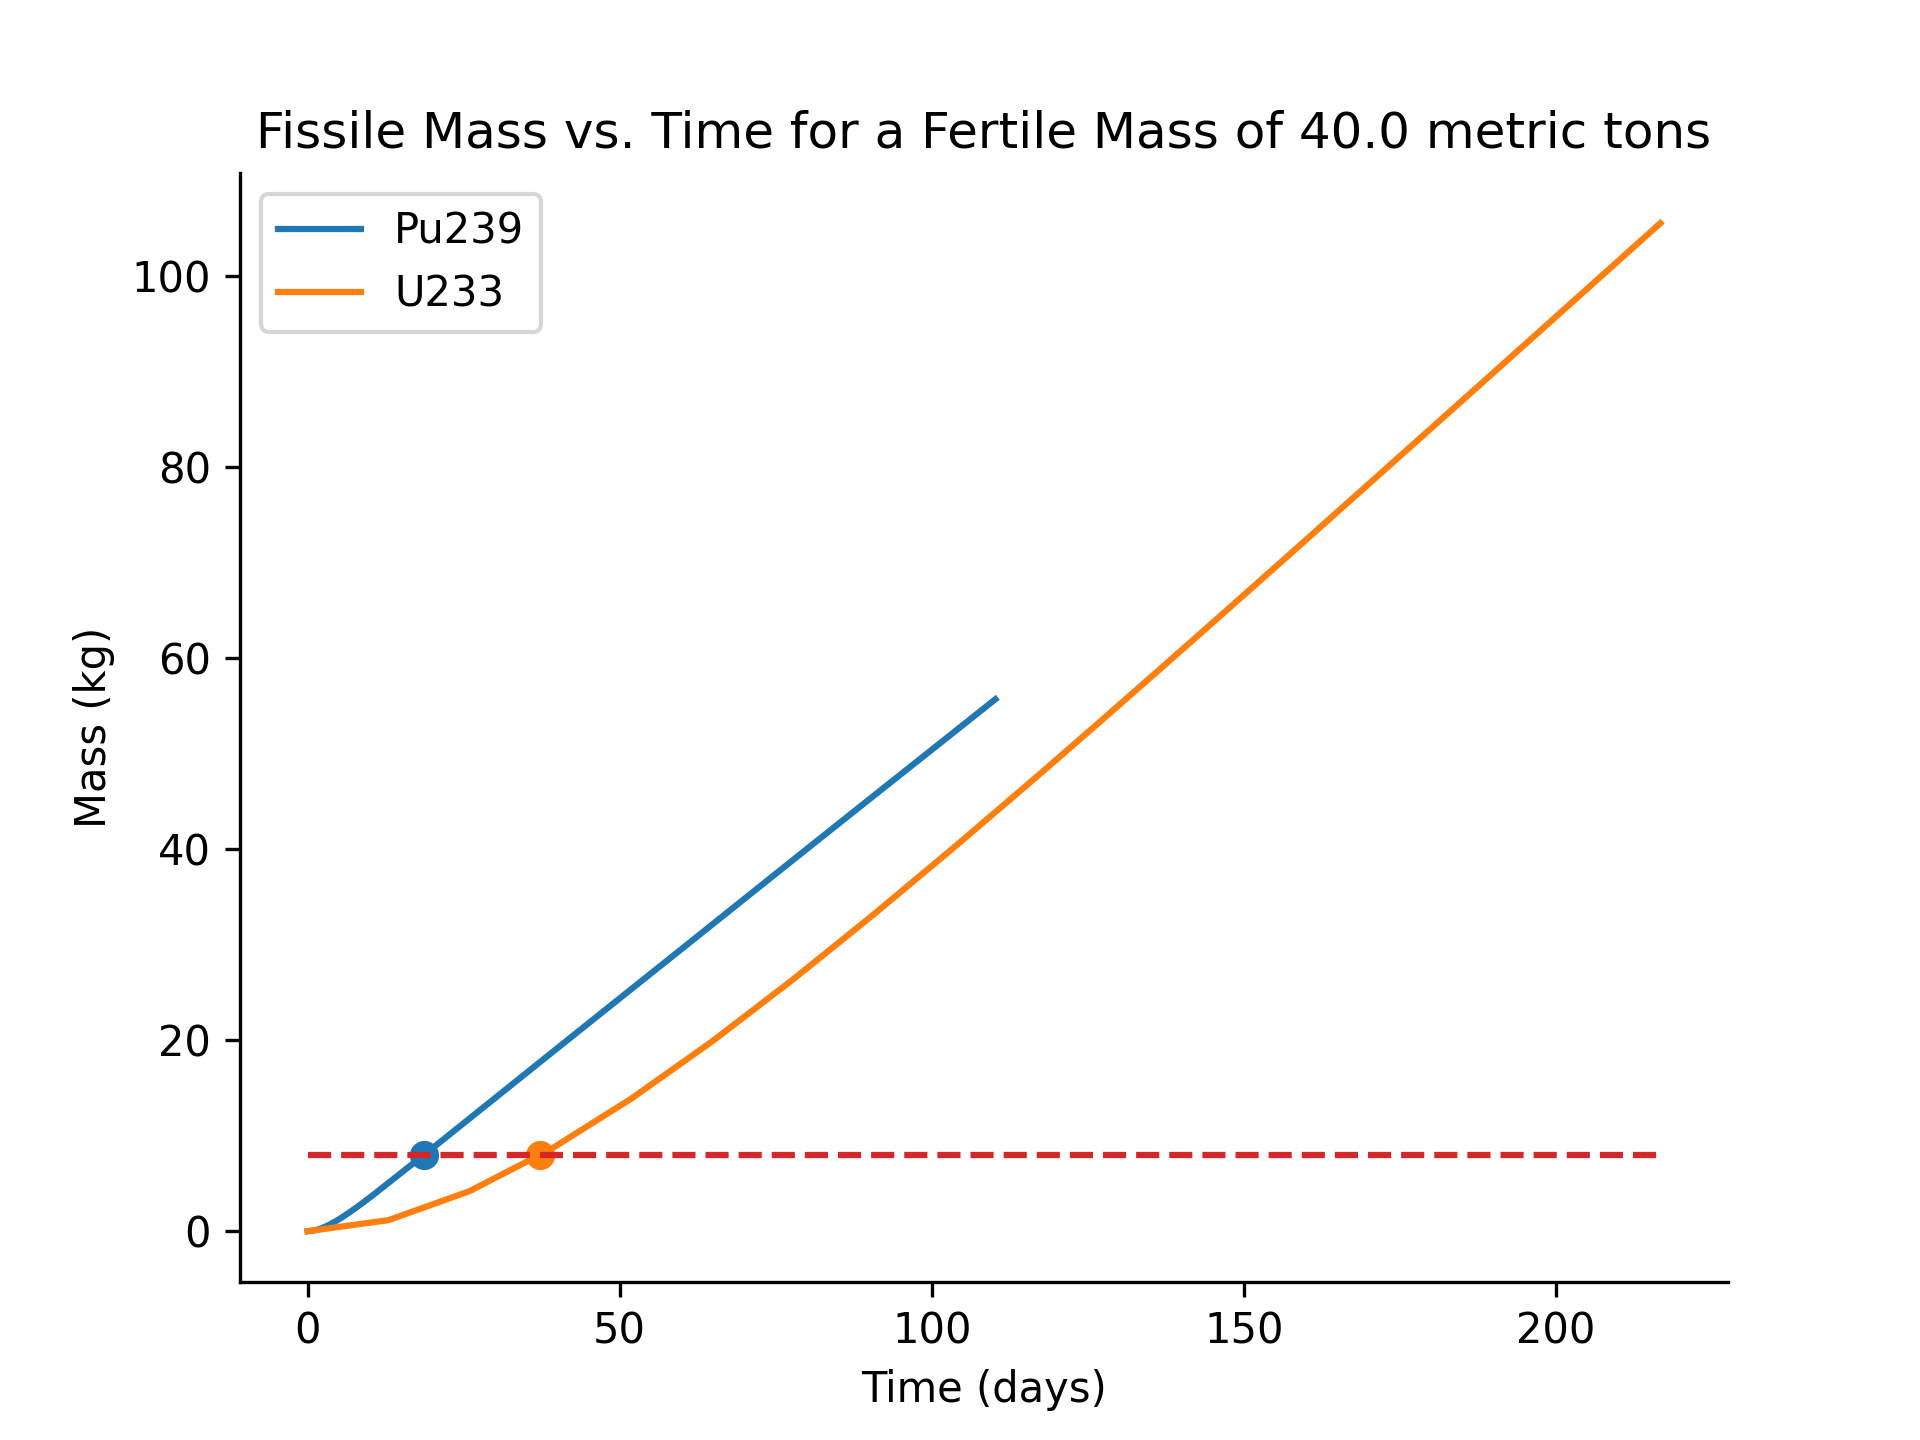 Fissile Mass vs. Time for a Fertile Mass of 40.0 metric tons
Pu239
U233
100
80
60
40
20
0
Mass (kg)
0 50 100 150 200
Time (days)